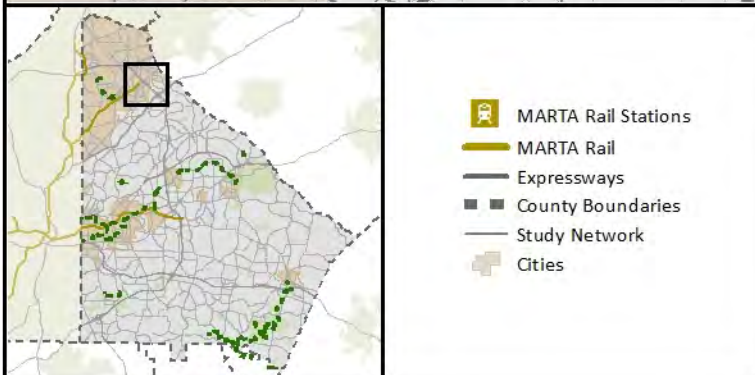 MARTA Rail Stations
MARTA Rail
Expressways
County Boundaries
Study Network
Cities